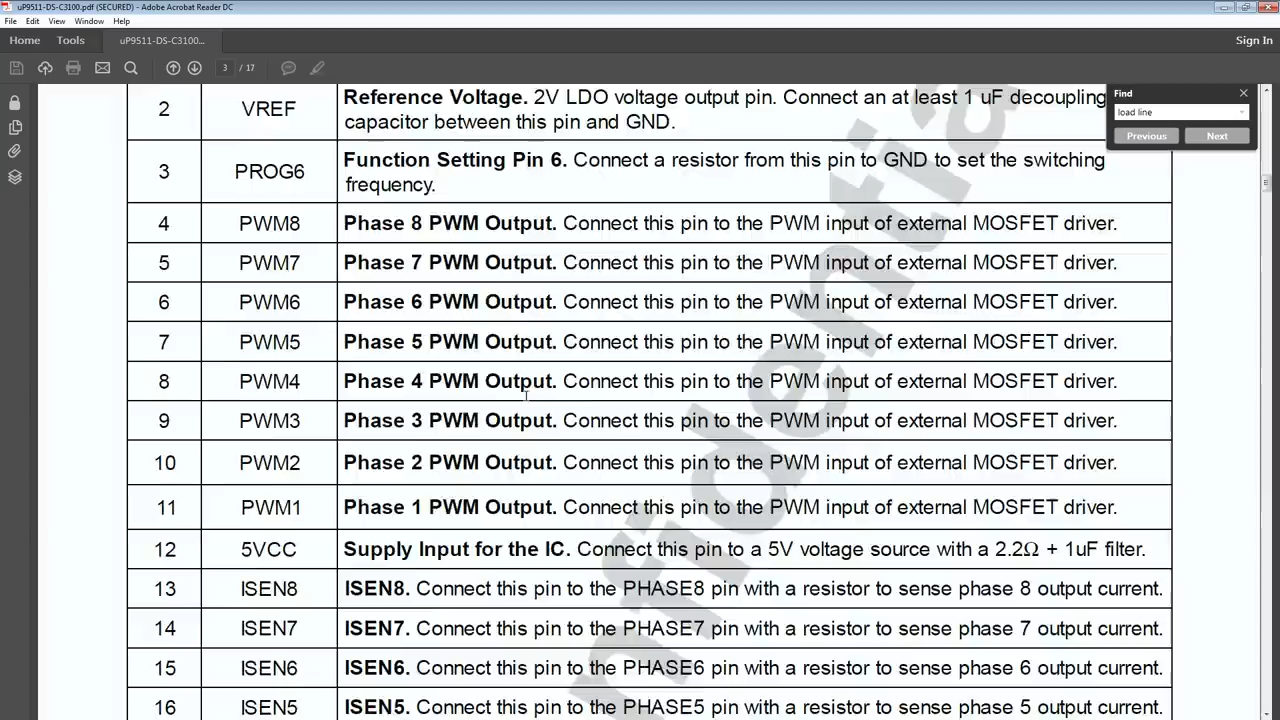 uP9511-DS-C3100.pdf (SECURED) - Adobe Acrobat Reader DC
File Edit View Window Help
Home Tools uP9511-DS-C3100... Sign In
3 / 17
Find
load line
Previous Next
2 VREF Reference Voltage. 2V LDO voltage output pin. Connect an at least 1 uF decoupling
capacitor between this pin and GND.
3 PROG6 Function Setting Pin 6. Connect a resistor from this pin to GND to set the switching
frequency.
4 PWM8 Phase 8 PWM Output. Connect this pin to the PWM input of external MOSFET driver.
5 PWM7 Phase 7 PWM Output. Connect this pin to the PWM input of external MOSFET driver.
6 PWM6 Phase 6 PWM Output. Connect this pin to the PWM input of external MOSFET driver.
7 PWM5 Phase 5 PWM Output. Connect this pin to the PWM input of external MOSFET driver.
8 PWM4 Phase 4 PWM Output. Connect this pin to the PWM input of external MOSFET driver.
9 PWM3 Phase 3 PWM Output. Connect this pin to the PWM input of external MOSFET driver.
10 PWM2 Phase 2 PWM Output. Connect this pin to the PWM input of external MOSFET driver.
11 PWM1 Phase 1 PWM Output. Connect this pin to the PWM input of external MOSFET driver.
12 5VCC Supply Input for the IC. Connect this pin to a 5V voltage source with a 2.2Ω + 1uF filter.
13 ISEN8 ISEN8. Connect this pin to the PHASE8 pin with a resistor to sense phase 8 output current.
14 ISEN7 ISEN7. Connect this pin to the PHASE7 pin with a resistor to sense phase 7 output current.
15 ISEN6 ISEN6. Connect this pin to the PHASE6 pin with a resistor to sense phase 6 output current.
16 ISEN5 ISEN5. Connect this pin to the PHASE5 pin with a resistor to sense phase 5 output current.
nfidentia